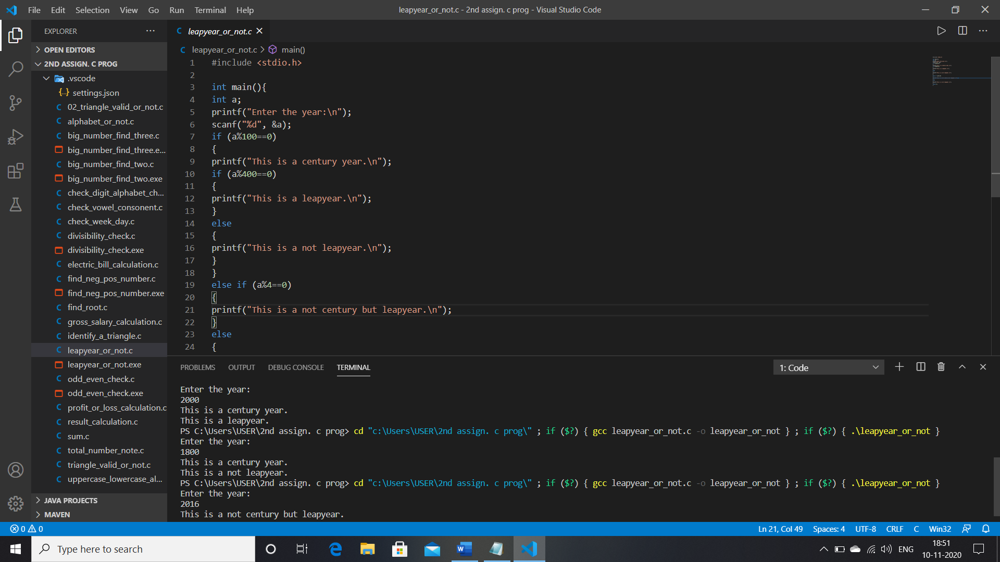 File Edit Selection View Go Run Terminal Help
leapyear_or_not.c - 2nd assign. c prog - Visual Studio Code
EXPLORER
OPEN EDITORS
2ND ASSIGN. C PROG
.vscode
{..} settings.json
C 02_triangle_valid_or_not.c
C alphabet_or_not.c
C big_number_find_three.c
big_number_find_three.e...
C big_number_find_two.c
big_number_find_two.exe
C check_digit_alphabet_ch...
C check_vowel_consonent.c
C check_week_day.c
C divisibility_check.c
divisibility_check.exe
C electric_bill_calculation.c
C find_neg_pos_number.c
find_neg_pos_number.exe
C find_root.c
C gross_salary_calculation.c
C identify_a_triangle.c
C leapyear_or_not.c
leapyear_or_not.exe
C odd_even_check.c
odd_even_check.exe
C profit_or_loss_calculation.c
C result_calculation.c
C sum.c
C total_number_note.c
C triangle_valid_or_not.c
C uppercase_lowercase_al...
JAVA PROJECTS
MAVEN
C leapyear_or_not.c
C leapyear_or_not.c > main()
1 #include <stdio.h>
2
3 int main(){
4 int a;
5 printf("Enter the year:\n");
6 scanf("%d", &a);
7 if (a%100==0)
8 {
9 printf("This is a century year.\n");
10 if (a%400==0)
11 {
12 printf("This is a leapyear.\n");
13 }
14 else
15 {
16 printf("This is a not leapyear.\n");
17 }
18 }
19 else if (a%4==0)
20 {
21 printf("This is a not century but leapyear.\n");
22 }
23 else
24 {
PROBLEMS OUTPUT DEBUG CONSOLE TERMINAL
1: Code
Enter the year:
2000
This is a century year.
This is a leapyear.
PS C:\Users\USER\2nd assign. c prog> cd "c:\Users\USER\2nd assign. c prog\" ; if ($?) { gcc leapyear_or_not.c -o leapyear_or_not } ; if ($?) { .\leapyear_or_not }
Enter the year:
1800
This is a century year.
This is a not leapyear.
PS C:\Users\USER\2nd assign. c prog> cd "c:\Users\USER\2nd assign. c prog\" ; if ($?) { gcc leapyear_or_not.c -o leapyear_or_not } ; if ($?) { .\leapyear_or_not }
Enter the year:
2016
This is a not century but leapyear.
0 0
Ln 21, Col 49 Spaces: 4 UTF-8 CRLF C Win32
Type here to search
W
ENG
18:51
10-11-2020